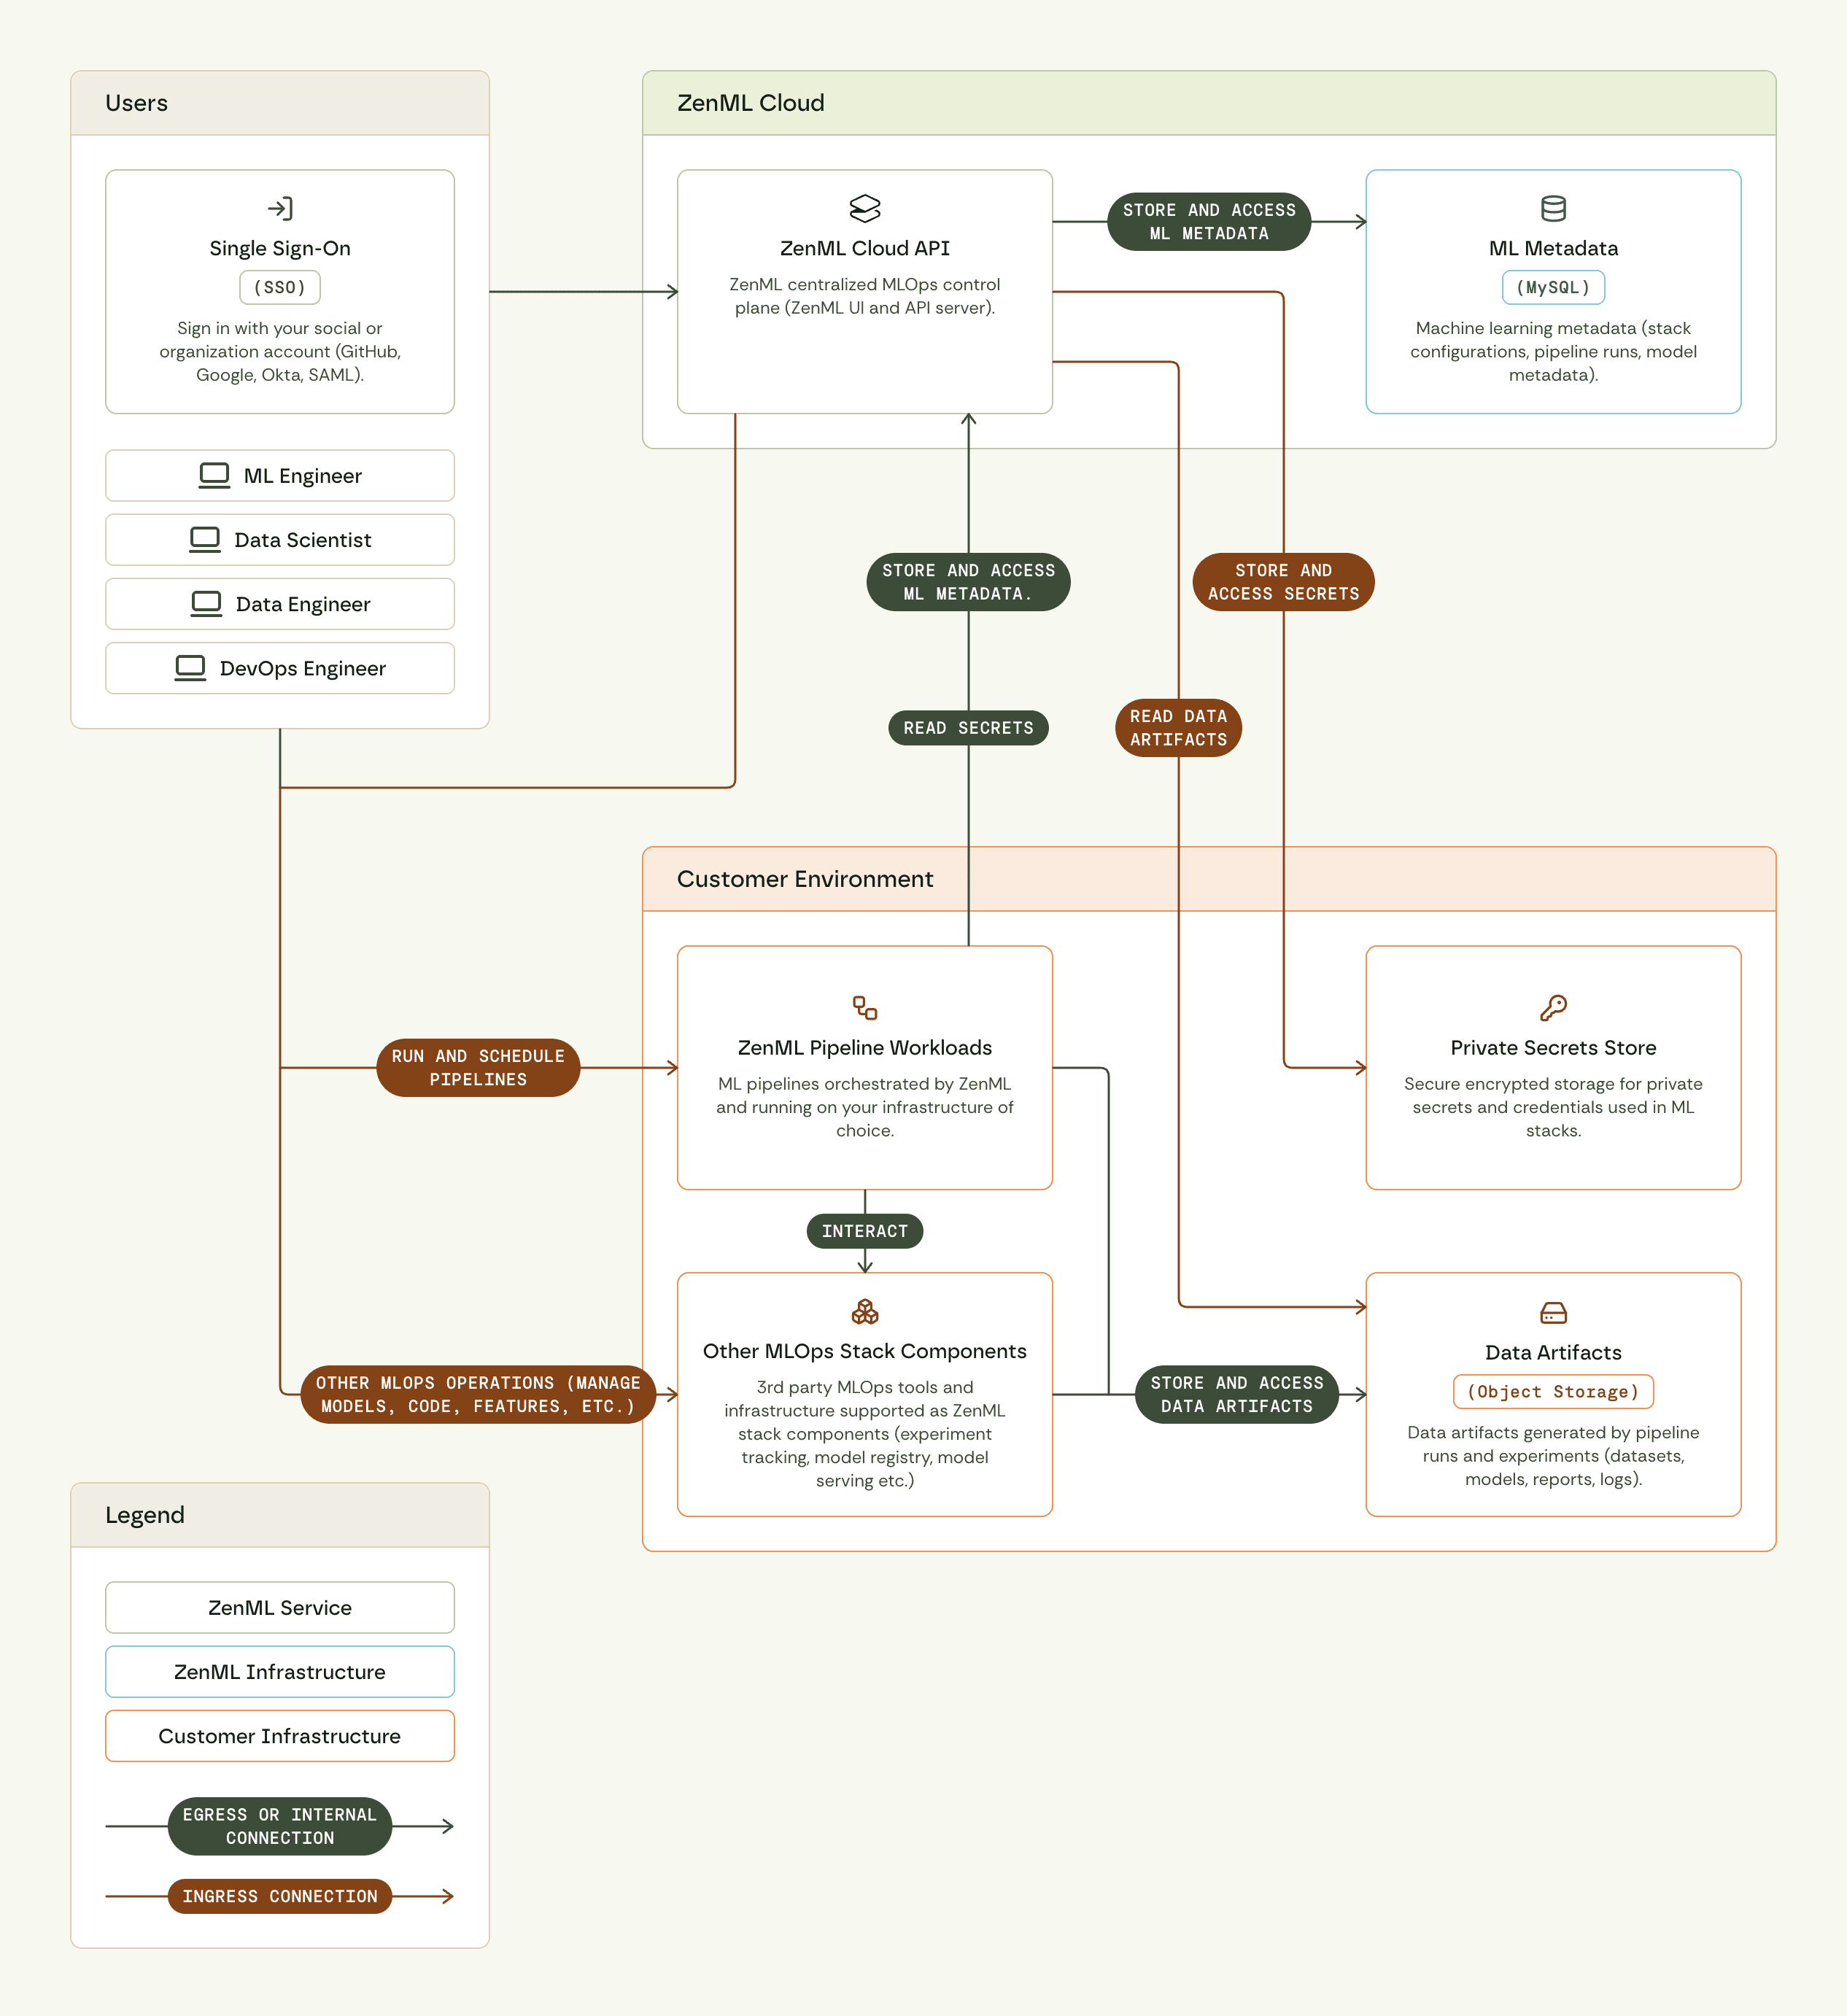 Users
Single Sign-On
(SSO)
Sign in with your social or
organization account (GitHub,
Google, Okta, SAML).
ML Engineer
Data Scientist
Data Engineer
DevOps Engineer
ZenML Cloud
ZenML Cloud API
ZenML centralized MLOps control
plane (ZenML UI and API server).
STORE AND ACCESS
ML METADATA
ML Metadata
(MySQL)
Machine learning metadata (stack
configurations, pipeline runs, model
metadata).
STORE AND ACCESS
ML METADATA.
STORE AND
ACCESS SECRETS
READ SECRETS
READ DATA
ARTIFACTS
Customer Environment
RUN AND SCHEDULE
PIPELINES
ZenML Pipeline Workloads
ML pipelines orchestrated by ZenML
and running on your infrastructure of
choice.
Private Secrets Store
Secure encrypted storage for private
secrets and credentials used in ML
stacks.
INTERACT
OTHER MLOPS OPERATIONS (MANAGE
MODELS, CODE, FEATURES, ETC.)
Other MLOps Stack Components
3rd party MLOps tools and
infrastructure supported as ZenML
stack components (experiment
tracking, model registry, model
serving etc.)
STORE AND ACCESS
DATA ARTIFACTS
Data Artifacts
(Object Storage)
Data artifacts generated by pipeline
runs and experiments (datasets,
models, reports, logs).
Legend
ZenML Service
ZenML Infrastructure
Customer Infrastructure
EGRESS OR INTERNAL
CONNECTION
INGRESS CONNECTION